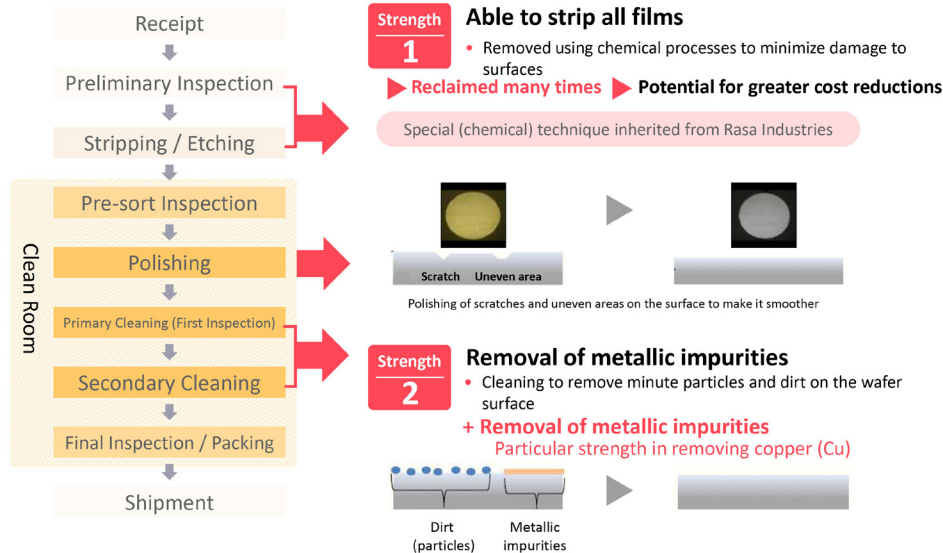 Receipt
Preliminary Inspection
Stripping / Etching
Clean Room
Pre-sort Inspection
Polishing
Primary Cleaning (First Inspection)
Secondary Cleaning
Final Inspection / Packing
Shipment
Strength
1
Able to strip all films
• Removed using chemical processes to minimize damage to
surfaces
Reclaimed many times
Potential for greater cost reductions
Special (chemical) technique inherited from Rasa Industries
Scratch
Uneven area
Polishing of scratches and uneven areas on the surface to make it smoother
Strength
2
Removal of metallic impurities
• Cleaning to remove minute particles and dirt on the wafer
surface
+ Removal of metallic impurities
Particular strength in removing copper (Cu)
Dirt
(particles)
Metallic
impurities